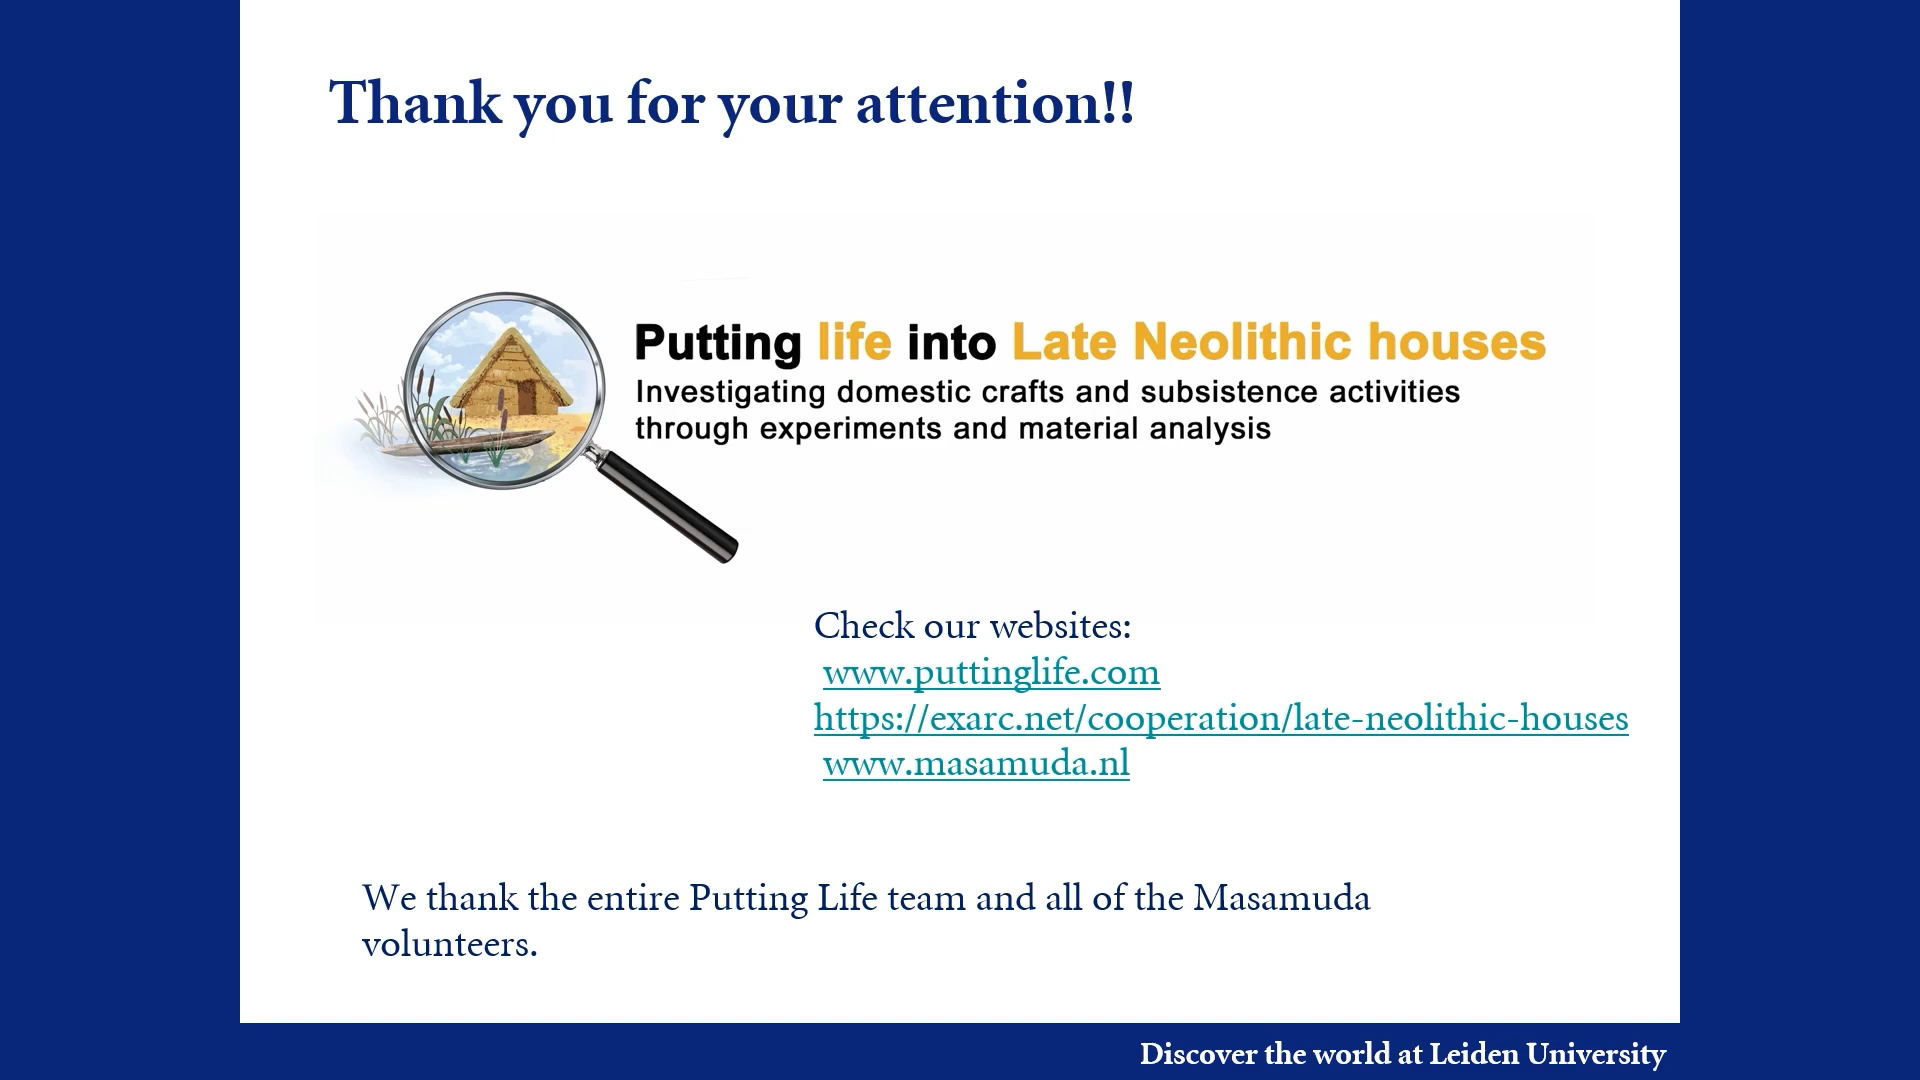 Thank you for your attention!!
Putting life into Late Neolithic houses
Investigating domestic crafts and subsistence activities
through experiments and material analysis
Check our websites:
www.puttinglife.com
https://exarc.net/cooperation/late-neolithic-houses
www.masamuda.nl
We thank the entire Putting Life team and all of the Masamuda
volunteers.
Discover the world at Leiden University